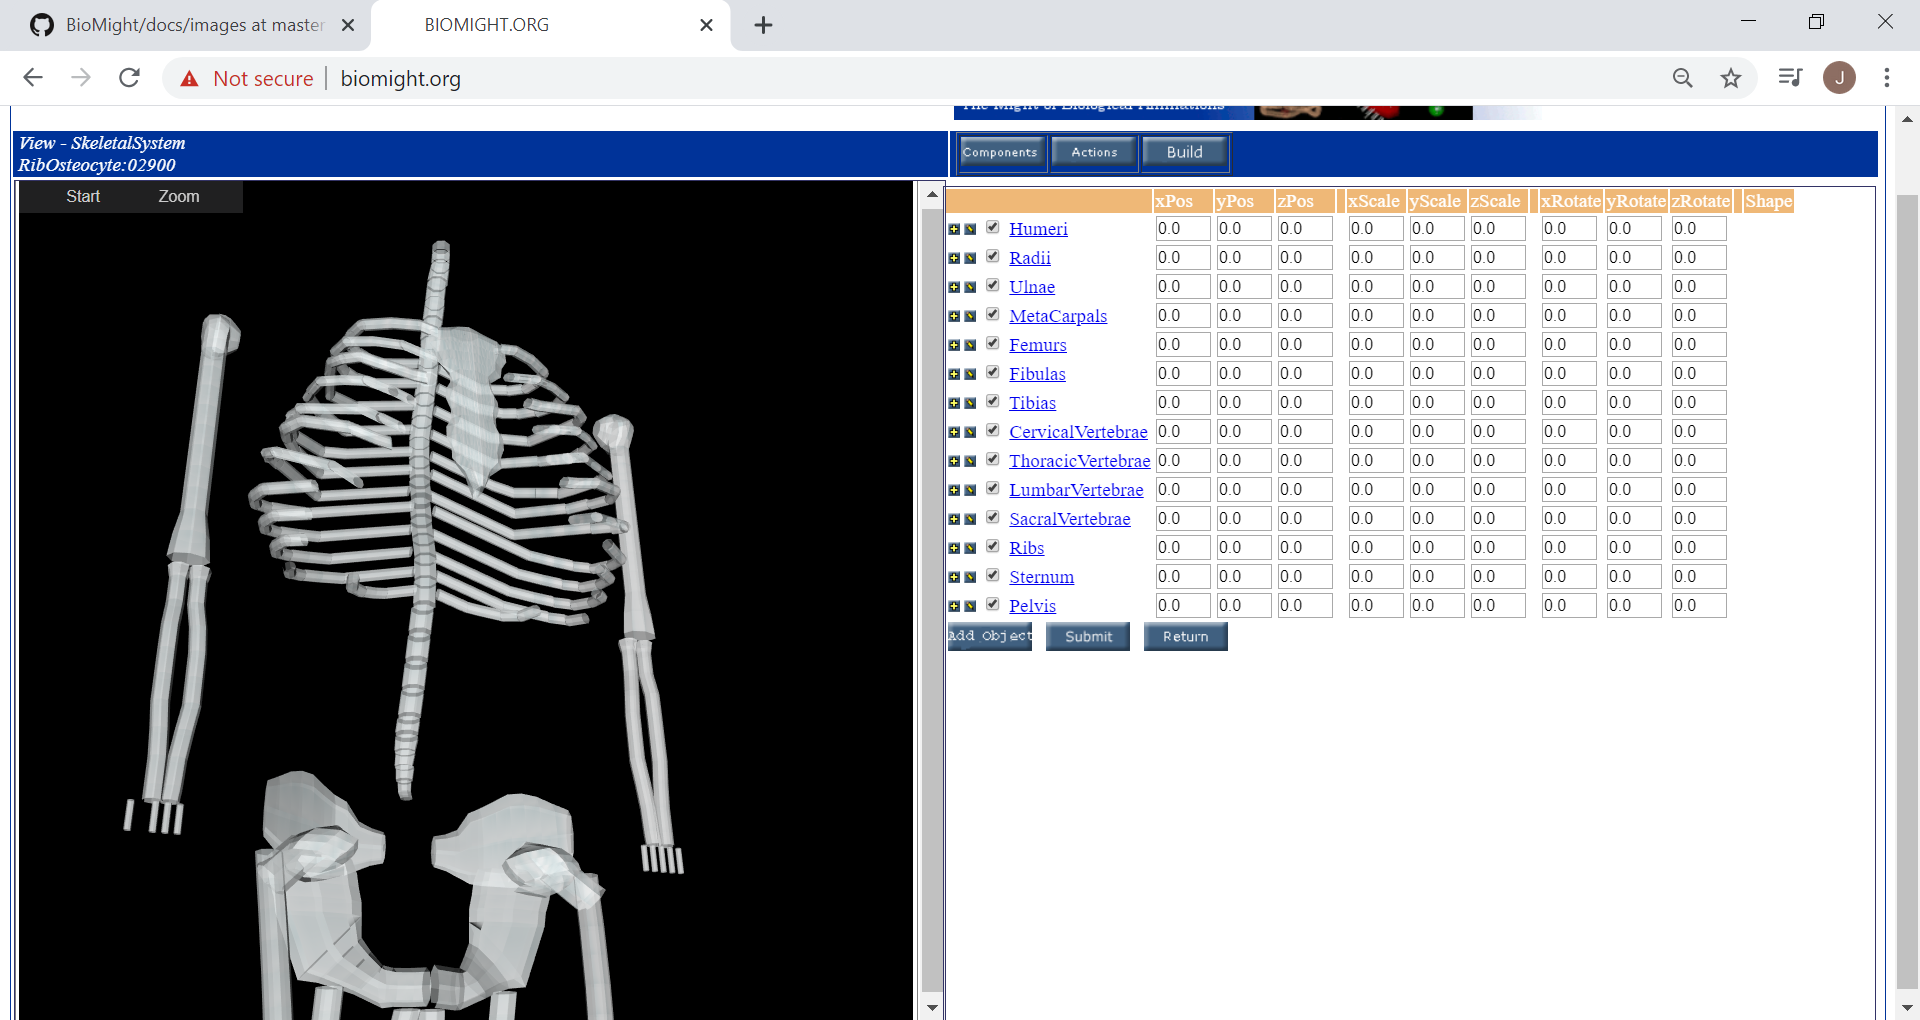 BioMight/docs/images at master
BIOMIGHT.ORG
Not secure
biomight.org
J
The Might of Biological Animations
View - SkeletalSystem
RibOsteocyte:02900
Components
Actions
Build
Start
Zoom
xPos yPos zPos xScale yScale zScale xRotate yRotate zRotate Shape
Humeri 0.0 0.0 0.0 0.0 0.0 0.0 0.0 0.0 0.0
Radii 0.0 0.0 0.0 0.0 0.0 0.0 0.0 0.0 0.0
Ulnae 0.0 0.0 0.0 0.0 0.0 0.0 0.0 0.0 0.0
MetaCarpals 0.0 0.0 0.0 0.0 0.0 0.0 0.0 0.0 0.0
Femurs 0.0 0.0 0.0 0.0 0.0 0.0 0.0 0.0 0.0
Fibulas 0.0 0.0 0.0 0.0 0.0 0.0 0.0 0.0 0.0
Tibias 0.0 0.0 0.0 0.0 0.0 0.0 0.0 0.0 0.0
CervicalVertebrae 0.0 0.0 0.0 0.0 0.0 0.0 0.0 0.0 0.0
ThoracicVertebrae 0.0 0.0 0.0 0.0 0.0 0.0 0.0 0.0 0.0
LumbarVertebrae 0.0 0.0 0.0 0.0 0.0 0.0 0.0 0.0 0.0
SacralVertebrae 0.0 0.0 0.0 0.0 0.0 0.0 0.0 0.0 0.0
Ribs 0.0 0.0 0.0 0.0 0.0 0.0 0.0 0.0 0.0
Sternum 0.0 0.0 0.0 0.0 0.0 0.0 0.0 0.0 0.0
Pelvis 0.0 0.0 0.0 0.0 0.0 0.0 0.0 0.0 0.0
Add Object
Submit
Return